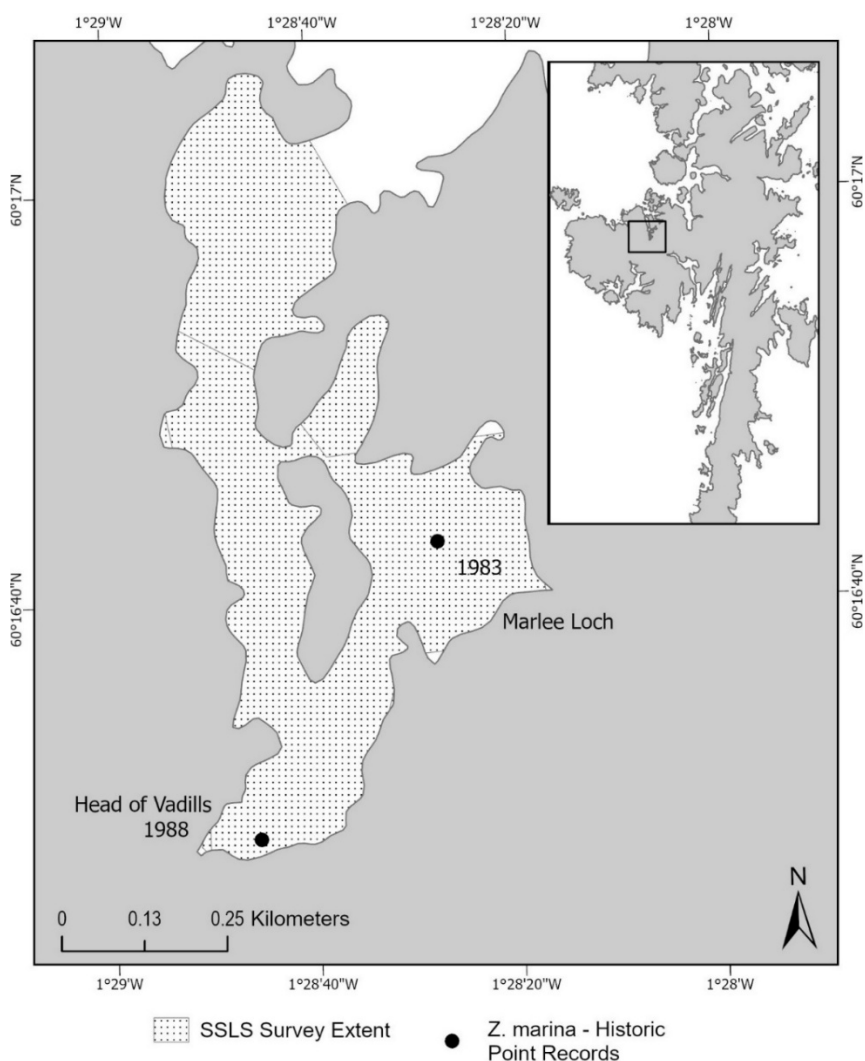 1°29'W 1°28'40"W 1°28'20"W 1°28'W
60°17'N
60°17'N
1983
60°16'40"N
60°16'40"N
Marlee Loch
Head of Vadills
1988
N
0 0.13 0.25 Kilometers
1°29'W 1°28'40"W 1°28'20"W 1°28'W
SSLS Survey Extent
Z. marina - Historic
Point Records